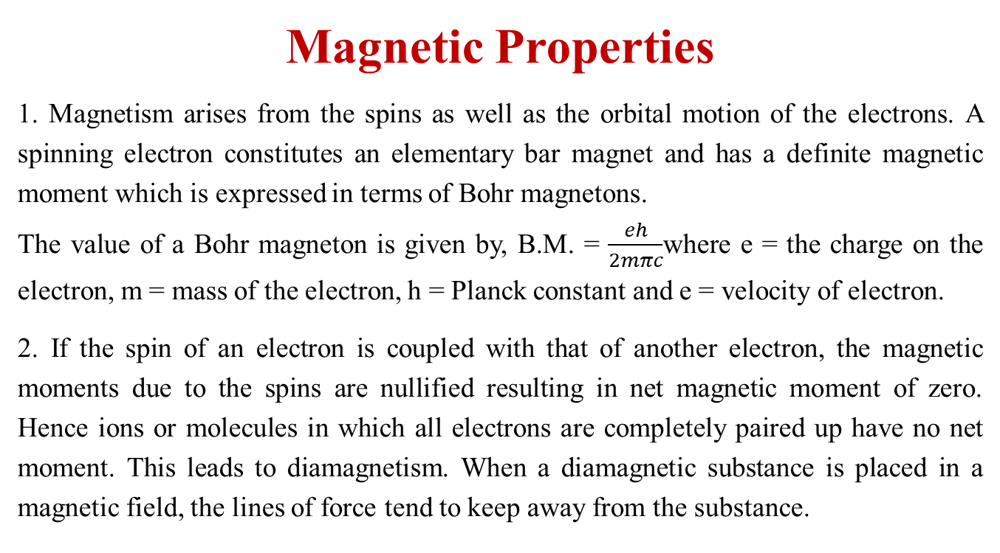 Magnetic Properties
1. Magnetism arises from the spins as well as the orbital motion of the electrons. A
spinning electron constitutes an elementary bar magnet and has a definite magnetic
moment which is expressed in terms of Bohr magnetons.
The value of a Bohr magneton is given by, B.M. = eh/2mπc where e = the charge on the
electron, m = mass of the electron, h = Planck constant and e = velocity of electron.
2. If the spin of an electron is coupled with that of another electron, the magnetic
moments due to the spins are nullified resulting in net magnetic moment of zero.
Hence ions or molecules in which all electrons are completely paired up have no net
moment. This leads to diamagnetism. When a diamagnetic substance is placed in a
magnetic field, the lines of force tend to keep away from the substance.